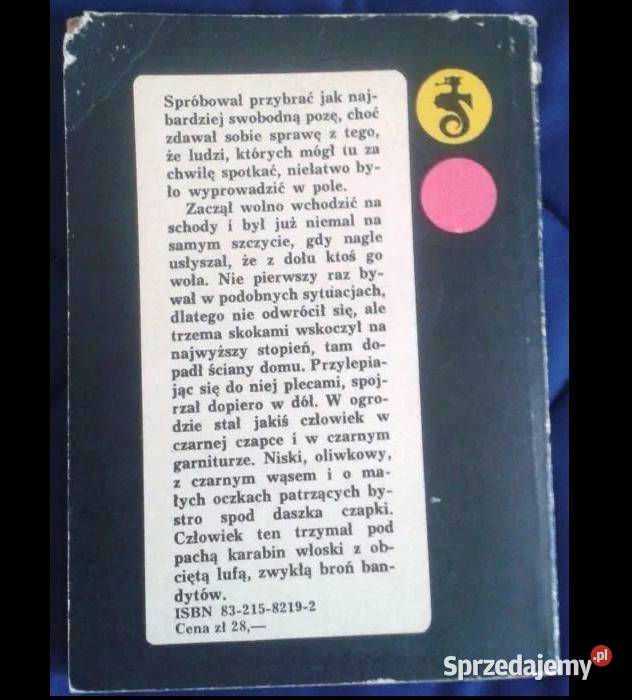 Spróbował przybrać jak naj-
bardziej swobodną pozę, choć
zdawał sobie sprawę z tego,
że ludzi, których mógł tu za
chwilę spotkać, niełatwo by-
ło wyprowadzić w pole.
Zaczął wolno wchodzić na
schody i był już niemal na
samym szczycie, gdy nagle
usłyszał, że z dołu ktoś go
woła. Nie pierwszy raz by-
wał w podobnych sytuacjach,
dlatego nie odwrócił się, ale
trzema skokami wskoczył na
najwyższy stopień, tam do-
padł ściany domu. Przylepia-
jąc się do niej plecami, spoj-
rzał dopiero w dół. W ogro-
dzie stał jakiś człowiek w
czarnej czapce i w czarnym
garniturze. Niski, oliwkowy,
z czarnym wąsem i o ma-
łych oczkach patrzących by-
stro spod daszka czapki.
Człowiek ten trzymał pod
pachą karabin włoski z ob-
ciętą lufą, zwykłą broń ban-
dytów.
ISBN 83-215-8219-2
Cena zł 28,—
Sprzedajemy.pl